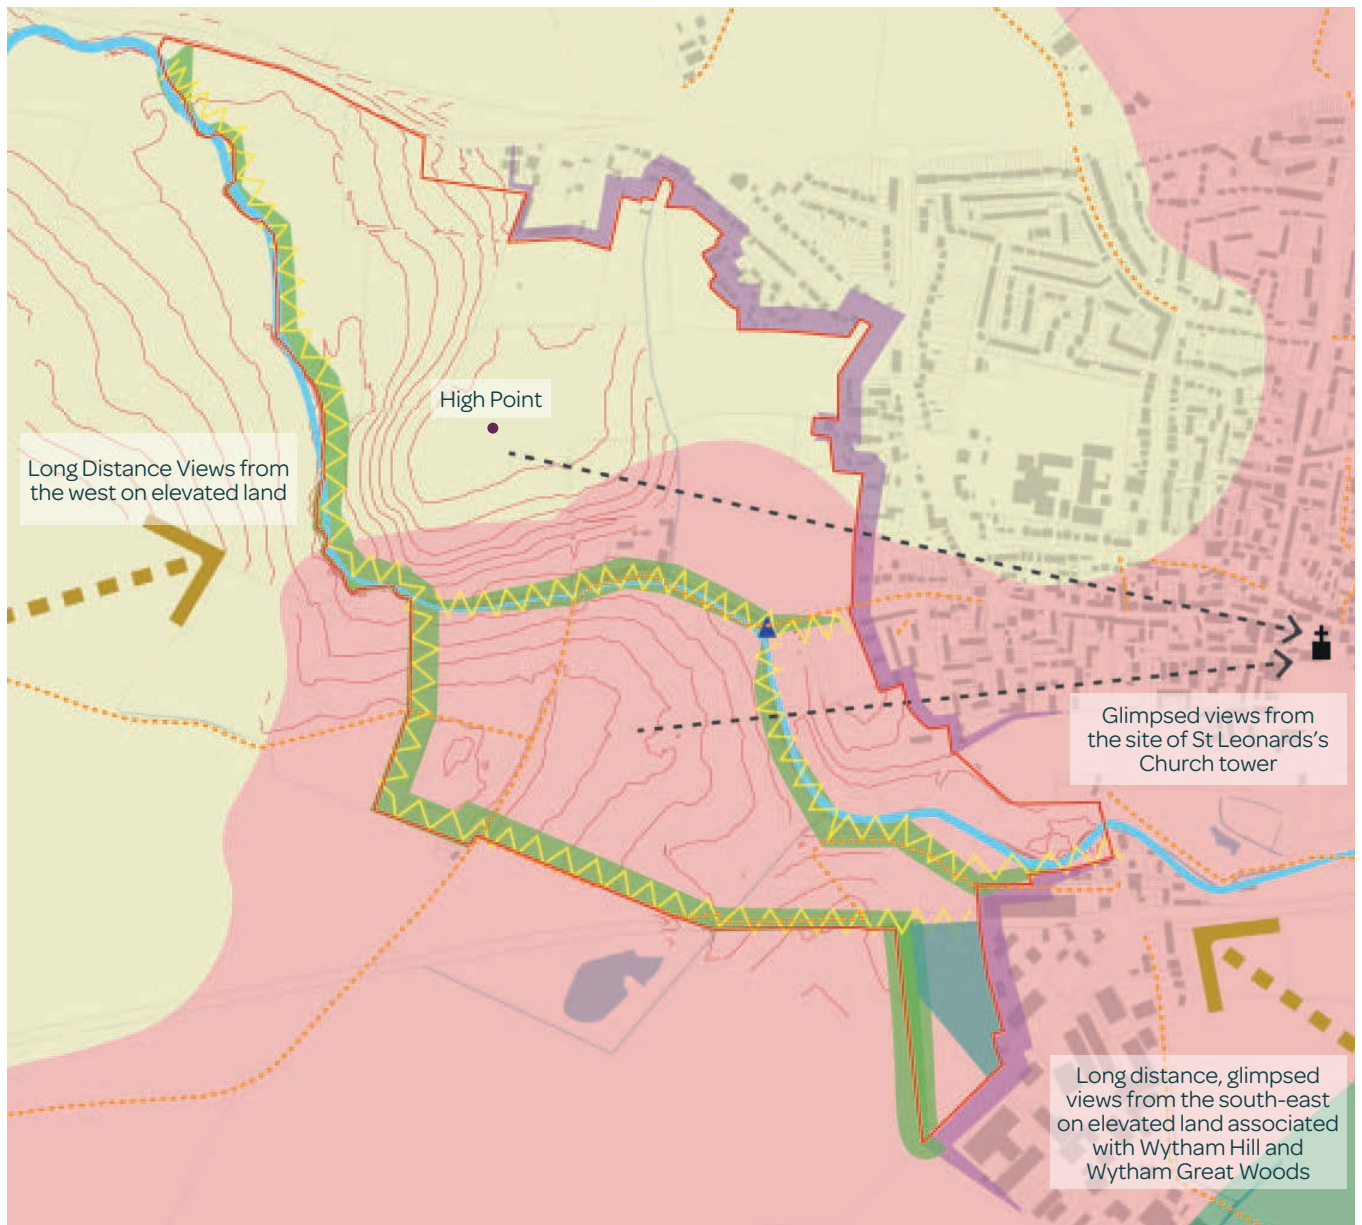 High Point
Long Distance Views from
the west on elevated land
Glimpsed views from
the site of St Leonards's
Church tower
Long distance, glimpsed
views from the south-east
on elevated land associated
with Wytham Hill and
Wytham Great Woods